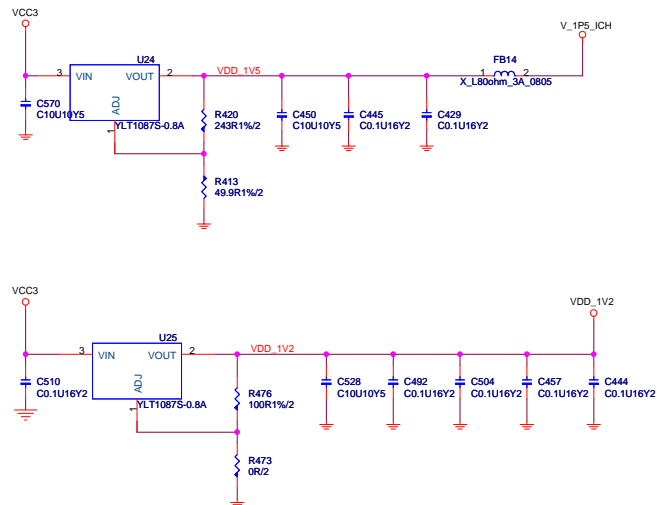 VCC3
V_1P5_ICH
U24
3 VIN VOUT 2
VDD_1V5
FB14
1 2
X_L80ohm_3A_0805
ADJ
1
YLT1087S-0.8A
C570
C10U10Y5
R420
243R1%/2
C450
C10U10Y5
C445
C0.1U16Y2
C429
C0.1U16Y2
R413
49.9R1%/2
VCC3
VDD_1V2
U25
3 VIN VOUT 2
VDD_1V2
ADJ
1
YLT1087S-0.8A
C510
C0.1U16Y2
R476
100R1%/2
C528
C10U10Y5
C492
C0.1U16Y2
C504
C0.1U16Y2
C457
C0.1U16Y2
C444
C0.1U16Y2
R473
0R/2